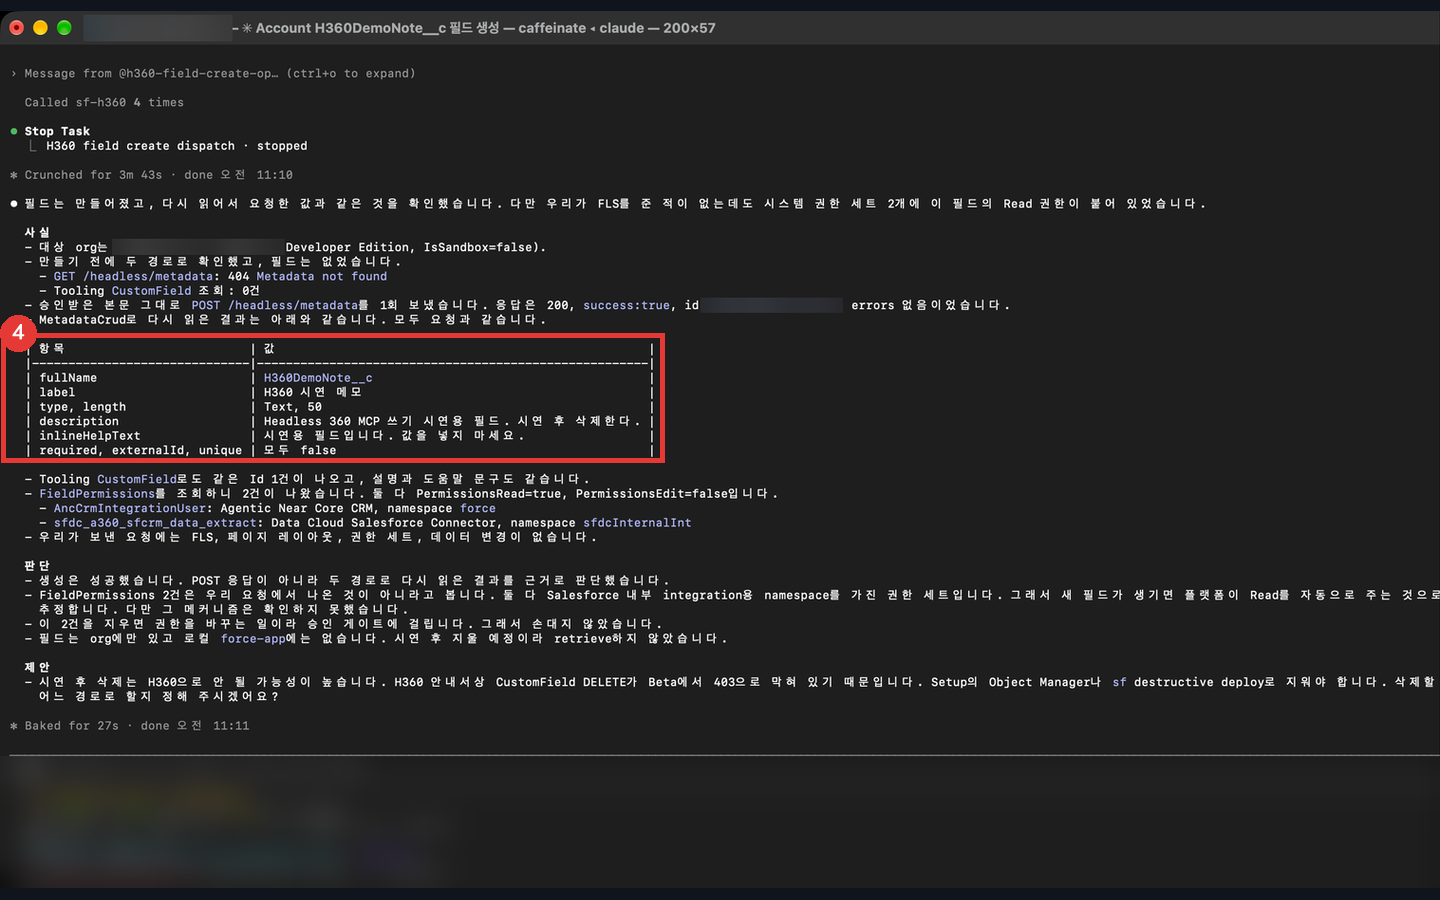 – ✳ Account H360DemoNote__c 필드 생성 — caffeinate ◂ claude — 200×57
› Message from @h360-field-create-op… (ctrl+o to expand)
Called sf-h360 4 times
● Stop Task
⎿ H360 field create dispatch · stopped
✻ Crunched for 3m 43s · done 오전 11:10
● 필드는 만들어졌고, 다시 읽어서 요청한 값과 같은 것을 확인했습니다. 다만 우리가 FLS를 준 적이 없는데도 시스템 권한 세트 2개에 이 필드의 Read 권한이 붙어 있었습니다.
사실
- 대상 org는 Developer Edition, IsSandbox=false).
- 만들기 전에 두 경로로 확인했고, 필드는 없었습니다.
- GET /headless/metadata: 404 Metadata not found
- Tooling CustomField 조회: 0건
- 승인받은 본문 그대로 POST /headless/metadata를 1회 보냈습니다. 응답은 200, success:true, id errors 없음이었습니다.
MetadataCrud로 다시 읽은 결과는 아래와 같습니다. 모두 요청과 같습니다.
4
| 항목 | 값 |
| fullName | H360DemoNote__c |
| label | H360 시연 메모 |
| type, length | Text, 50 |
| description | Headless 360 MCP 쓰기 시연용 필드. 시연 후 삭제한다. |
| inlineHelpText | 시연용 필드입니다. 값을 넣지 마세요. |
| required, externalId, unique | 모두 false |
- Tooling CustomField로도 같은 Id 1건이 나오고, 설명과 도움말 문구도 같습니다.
- FieldPermissions를 조회하니 2건이 나왔습니다. 둘 다 PermissionsRead=true, PermissionsEdit=false입니다.
- AncCrmIntegrationUser: Agentic Near Core CRM, namespace force
- sfdc_a360_sfcrm_data_extract: Data Cloud Salesforce Connector, namespace sfdcInternalInt
- 우리가 보낸 요청에는 FLS, 페이지 레이아웃, 권한 세트, 데이터 변경이 없습니다.
판단
- 생성은 성공했습니다. POST 응답이 아니라 두 경로로 다시 읽은 결과를 근거로 판단했습니다.
- FieldPermissions 2건은 우리 요청에서 나온 것이 아니라고 봅니다. 둘 다 Salesforce 내부 integration용 namespace를 가진 권한 세트입니다. 그래서 새 필드가 생기면 플랫폼이 Read를 자동으로 주는 것으로
추정합니다. 다만 그 메커니즘은 확인하지 못했습니다.
- 이 2건을 지우면 권한을 바꾸는 일이라 승인 게이트에 걸립니다. 그래서 손대지 않았습니다.
- 필드는 org에만 있고 로컬 force-app에는 없습니다. 시연 후 지울 예정이라 retrieve하지 않았습니다.
제안
- 시연 후 삭제는 H360으로 안 될 가능성이 높습니다. H360 안내서상 CustomField DELETE가 Beta에서 403으로 막혀 있기 때문입니다. Setup의 Object Manager나 sf destructive deploy로 지워야 합니다. 삭제할
어느 경로로 할지 정해 주시겠어요?
✻ Baked for 27s · done 오전 11:11